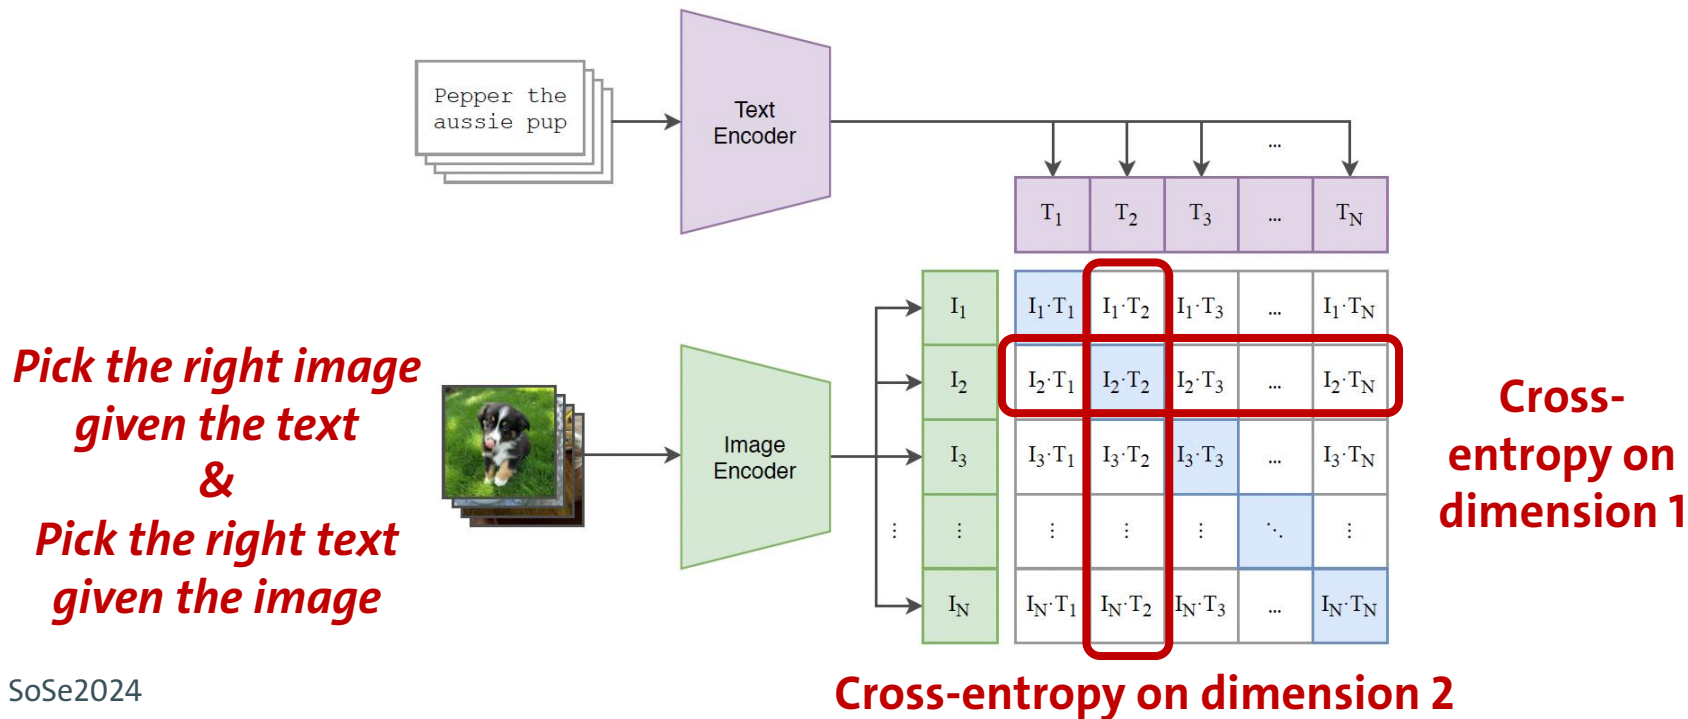 Pepper the
aussie pup
Text
Encoder
...
T1 T2 T3 ... TN
I1 I1·T1 I1·T2 I1·T3 ... I1·TN
I2 I2·T1 I2·T2 I2·T3 ... I2·TN
I3 I3·T1 I3·T2 I3·T3 ... I3·TN
⋮ ⋮ ⋮ ⋮ ⋮ ⋱ ⋮
IN IN·T1 IN·T2 IN·T3 ... IN·TN
Image
Encoder
Pick the right image
given the text
&
Pick the right text
given the image
Cross-
entropy on
dimension 1
Cross-entropy on dimension 2
SoSe2024